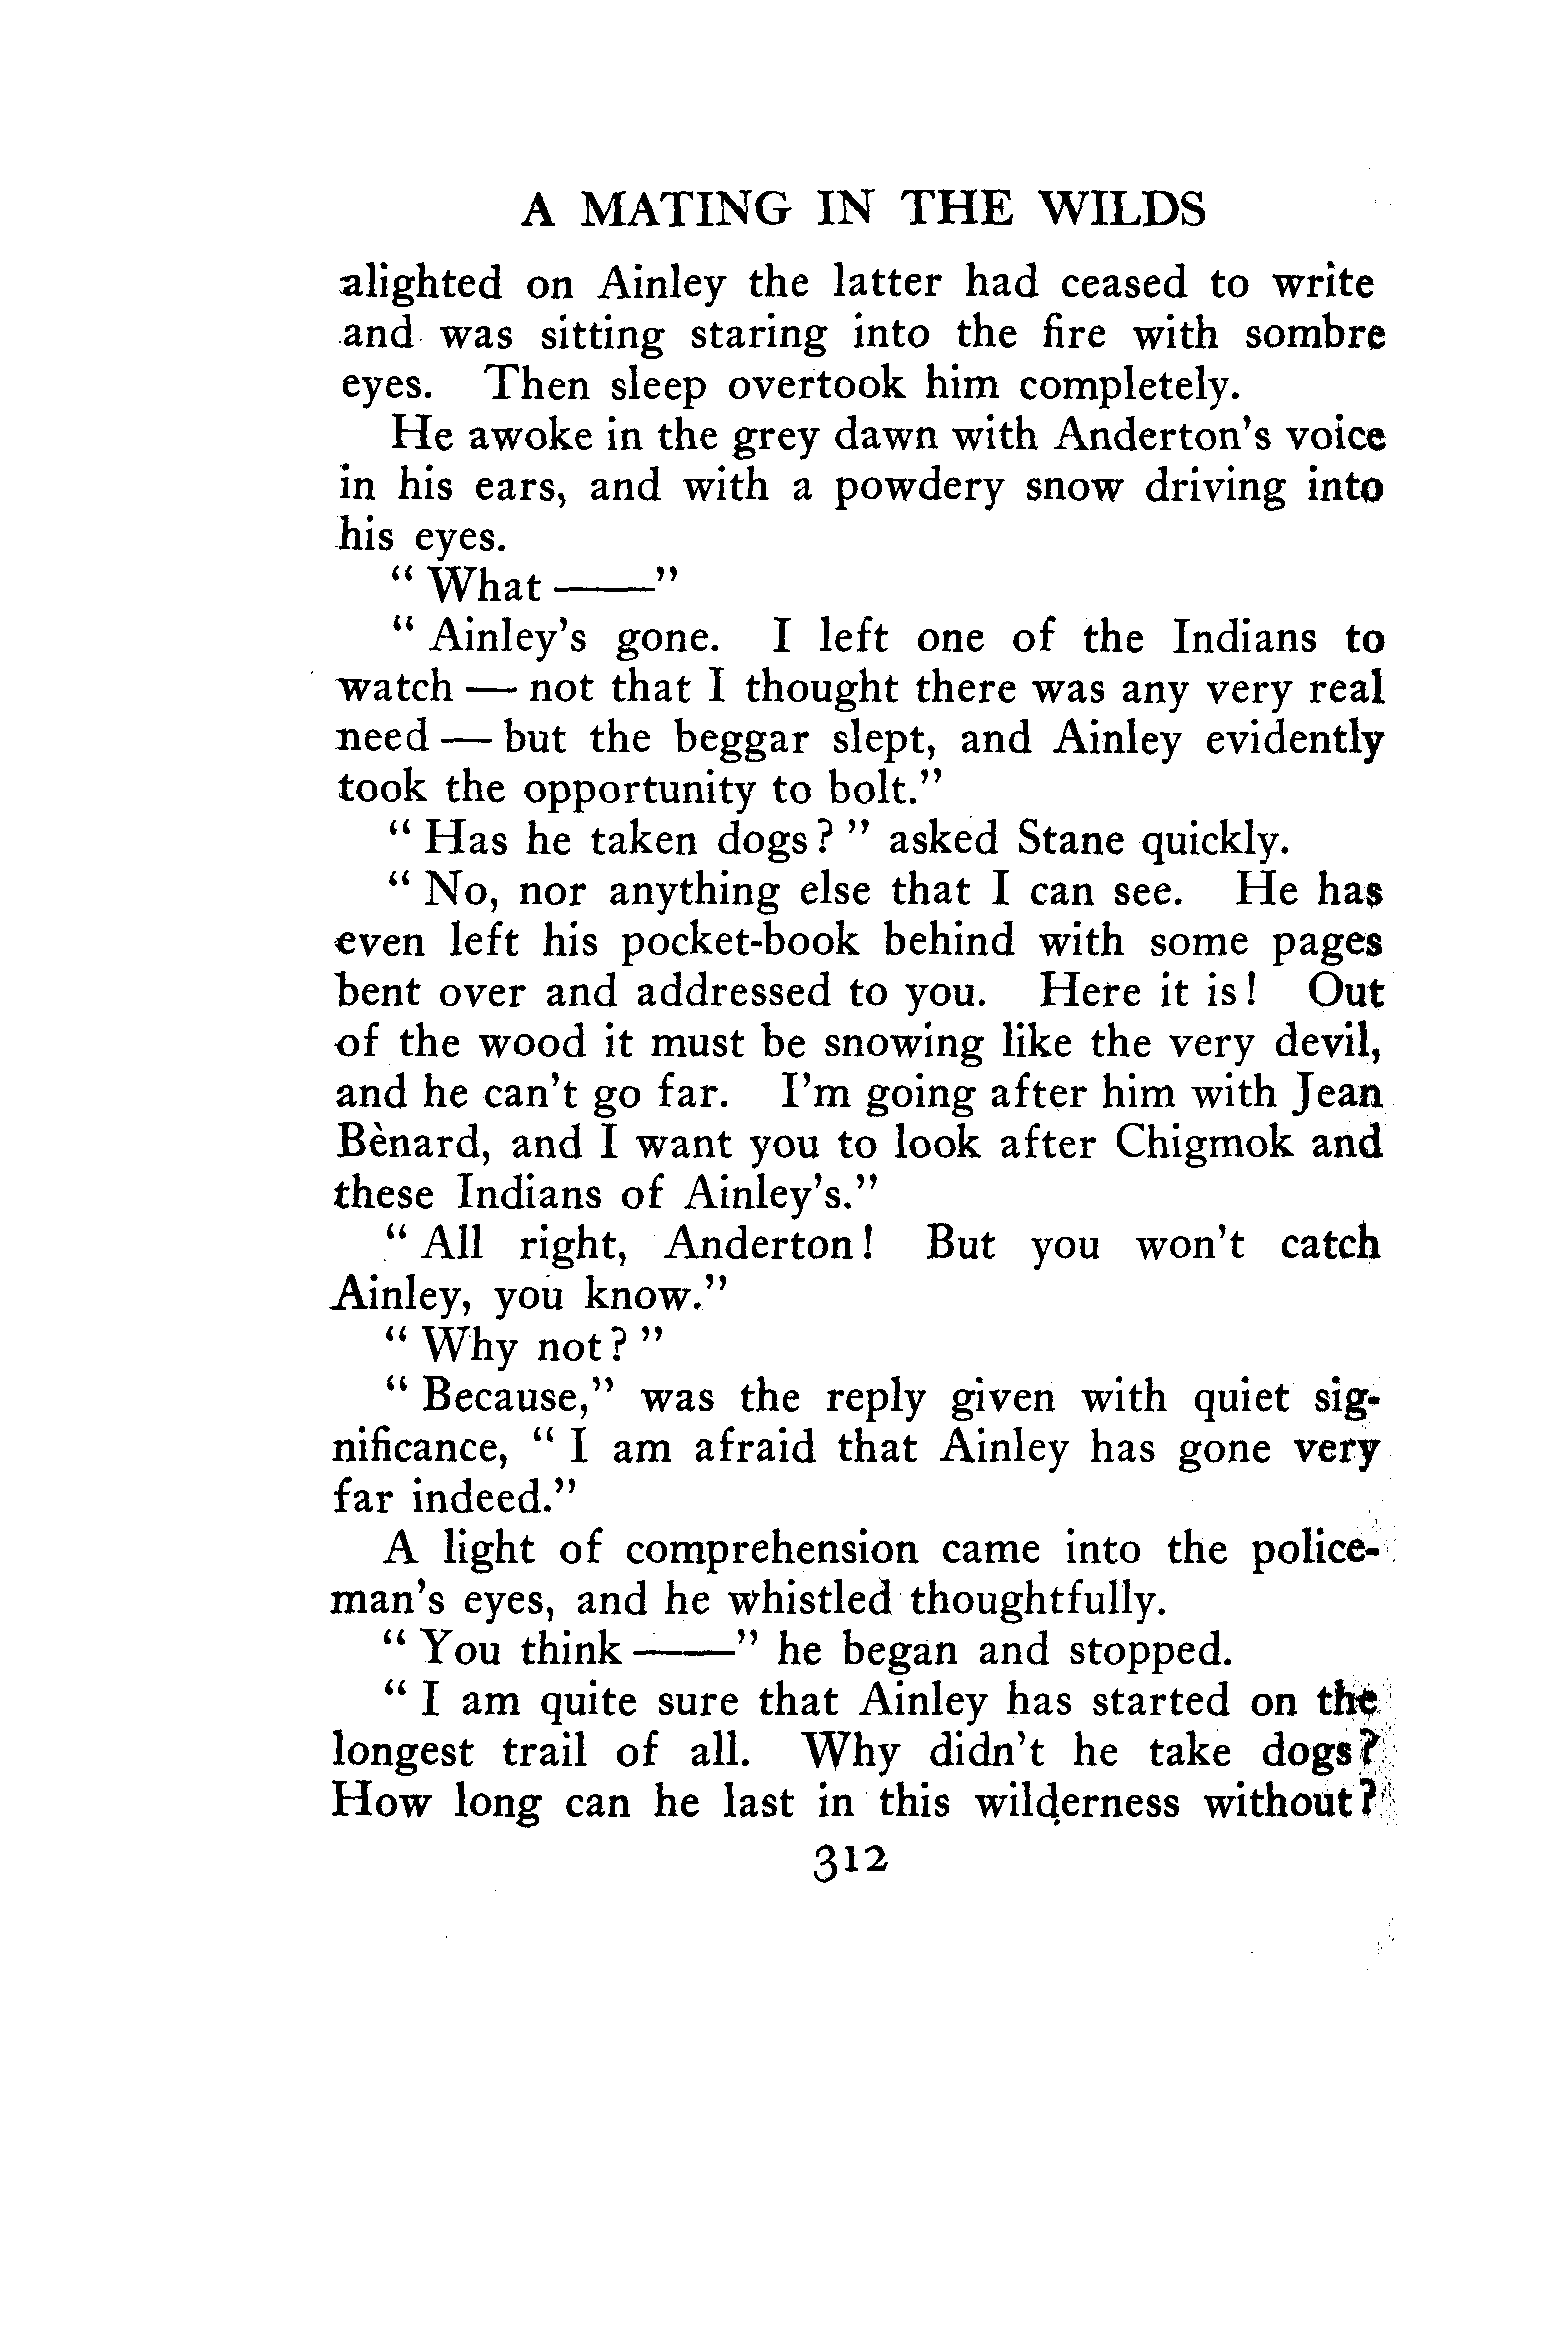 A MATING IN THE WILDS
alighted on Ainley the latter had ceased to write
and was sitting staring into the fire with sombre
eyes. Then sleep overtook him completely.
He awoke in the grey dawn with Anderton's voice
in his ears, and with a powdery snow driving into
his eyes.
" What ——"
" Ainley's gone. I left one of the Indians to
watch — not that I thought there was any very real
need — but the beggar slept, and Ainley evidently
took the opportunity to bolt."
" Has he taken dogs? " asked Stane quickly.
" No, nor anything else that I can see. He has
even left his pocket-book behind with some pages
bent over and addressed to you. Here it is! Out
of the wood it must be snowing like the very devil,
and he can't go far. I'm going after him with Jean
Bènard, and I want you to look after Chigmok and
these Indians of Ainley's."
" All right, Anderton! But you won't catch
Ainley, you know."
" Why not? "
" Because," was the reply given with quiet sig-
nificance, " I am afraid that Ainley has gone very
far indeed."
A light of comprehension came into the police-
man's eyes, and he whistled thoughtfully.
" You think ——" he began and stopped.
" I am quite sure that Ainley has started on the
longest trail of all. Why didn't he take dogs?
How long can he last in this wilderness without?
312